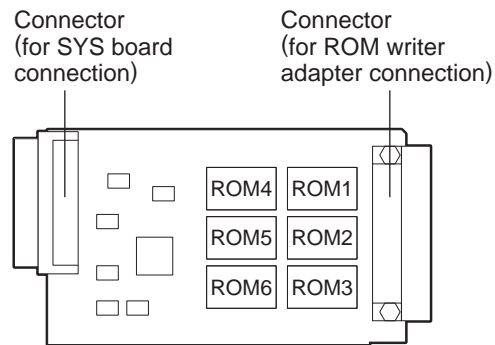 Connector
(for SYS board
connection)
Connector
(for ROM writer
adapter connection)
ROM4 ROM1
ROM5 ROM2
ROM6 ROM3